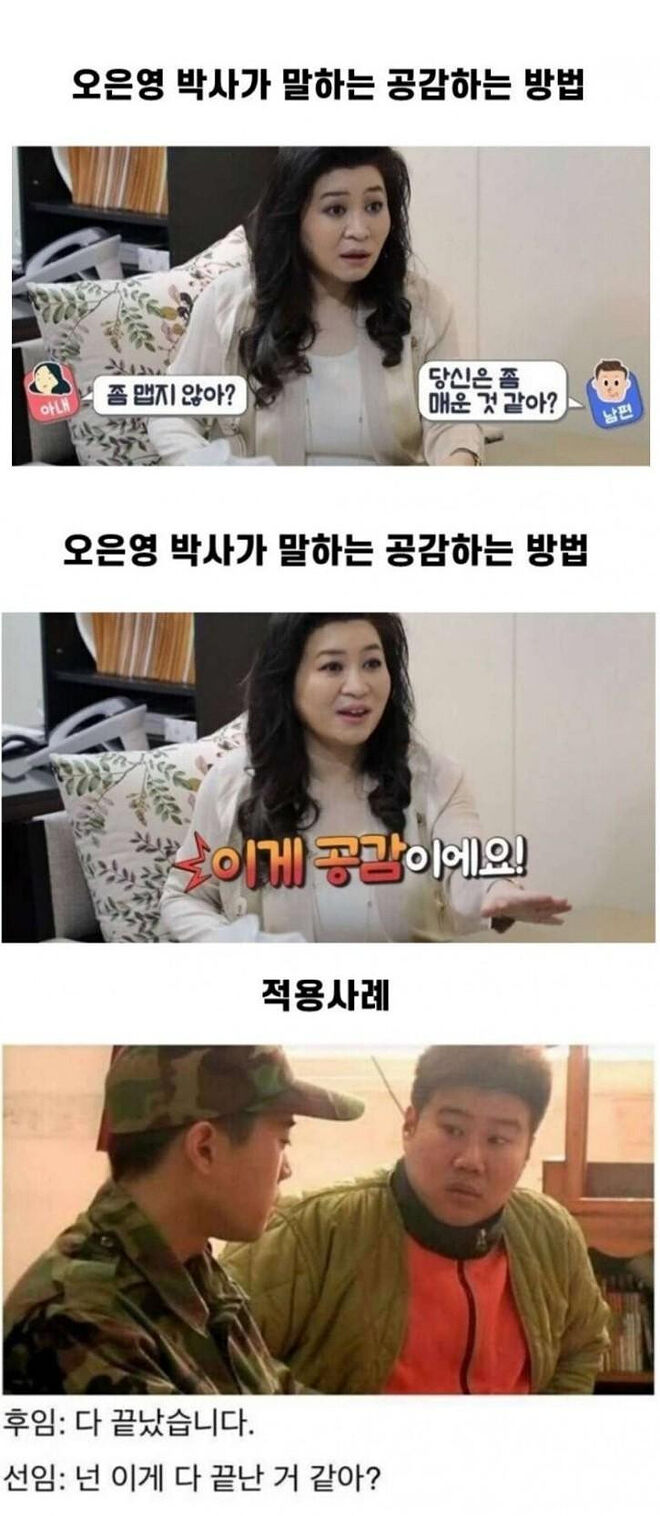 오은영 박사가 말하는 공감하는 방법
아내
좀 맵지 않아?
당신은 좀
매운 것 같아?
남편
오은영 박사가 말하는 공감하는 방법
이게 공감이에요!
적용사례
후임: 다 끝났습니다.
선임: 넌 이게 다 끝난 거 같아?